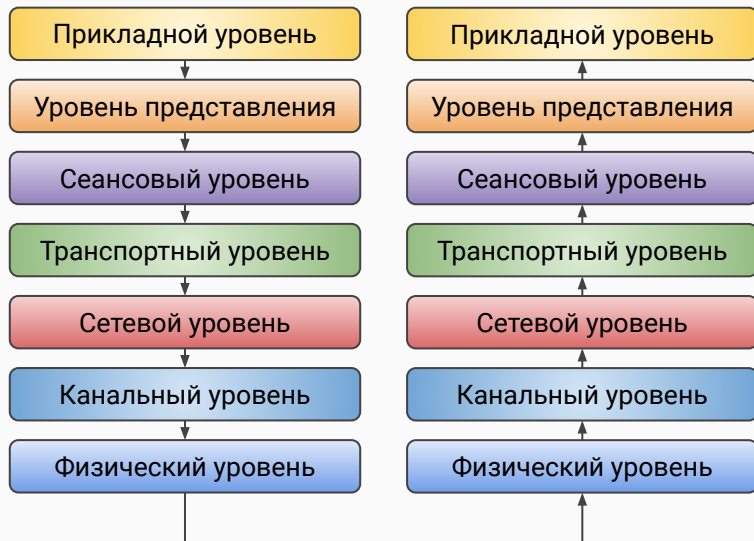 Прикладной уровень
Уровень представления
Сеансовый уровень
Транспортный уровень
Сетевой уровень
Канальный уровень
Физический уровень
Прикладной уровень
Уровень представления
Сеансовый уровень
Транспортный уровень
Сетевой уровень
Канальный уровень
Физический уровень